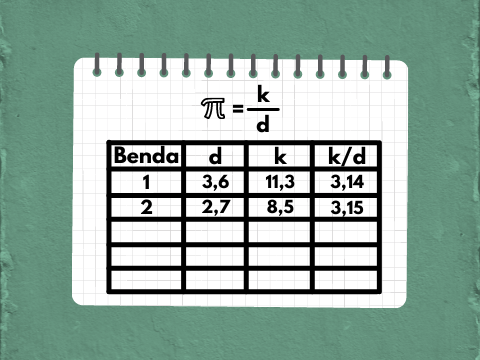 π = k
d
Benda d k k/d
1 3,6 11,3 3,14
2 2,7 8,5 3,15